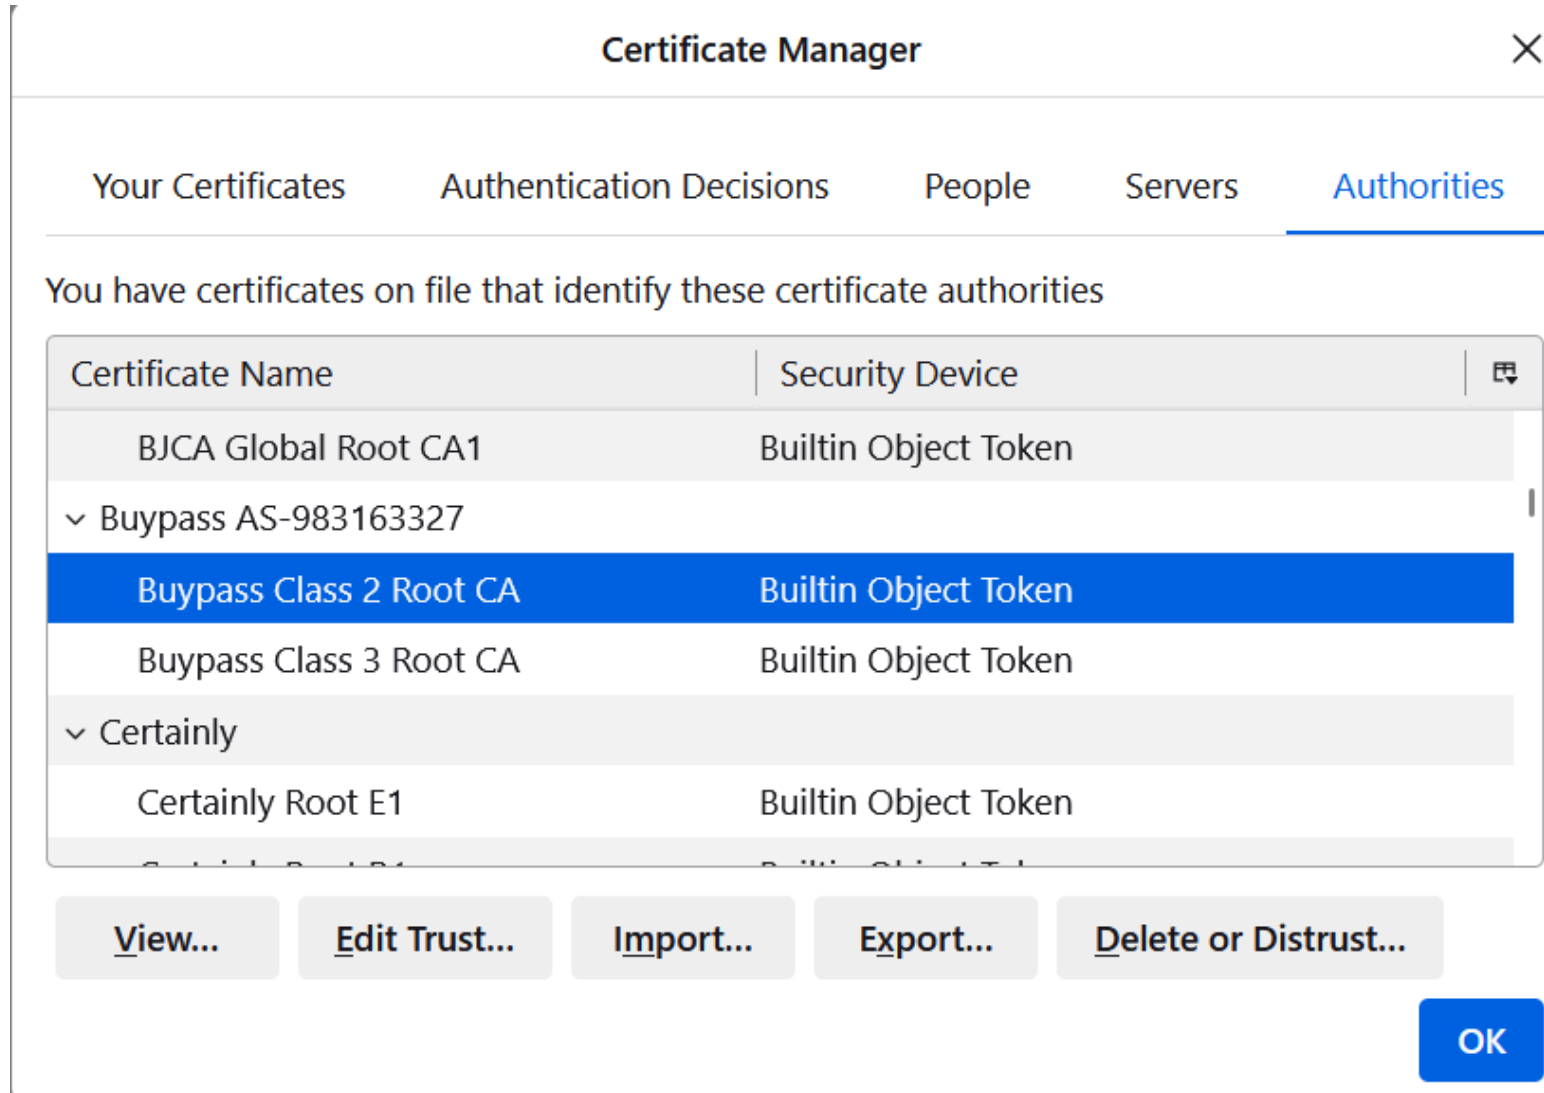 Certificate Manager
Your Certificates Authentication Decisions People Servers Authorities
You have certificates on file that identify these certificate authorities
Certificate Name Security Device
BJCA Global Root CA1 Builtin Object Token
Buypass AS-983163327
Buypass Class 2 Root CA Builtin Object Token
Buypass Class 3 Root CA Builtin Object Token
Certainly
Certainly Root E1 Builtin Object Token
View... Edit Trust... Import... Export... Delete or Distrust...
OK